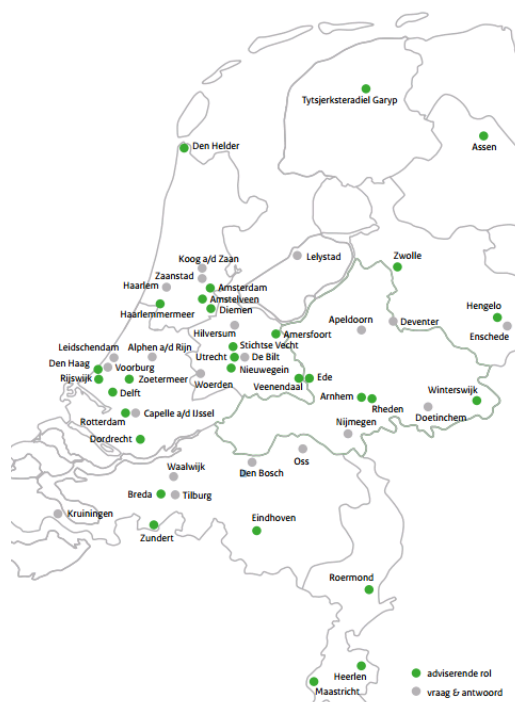 Tytsjerksteradiel Garyp
Assen
Den Helder
Koog a/d Zaan
Lelystad
Zwolle
Zaanstad
Haarlem
Amsterdam
Amstelveen
Haarlemmermeer
Diemen
Hengelo
Apeldoorn
Deventer
Enschede
Hilversum
Amersfoort
Stichtse Vecht
Leidschendam
Alphen a/d Rijn
Utrecht
De Bilt
Den Haag
Voorburg
Nieuwegein
Rijswijk
Zoetermeer
Woerden
Veenendaal
Ede
Winterswijk
Delft
Arnhem
Rheden
Doetinchem
Rotterdam
Capelle a/d IJssel
Nijmegen
Dordrecht
Waalwijk
Oss
Den Bosch
Breda
Tilburg
Kruiningen
Eindhoven
Zundert
Roermond
Heerlen
Maastricht
adviserende rol
vraag & antwoord